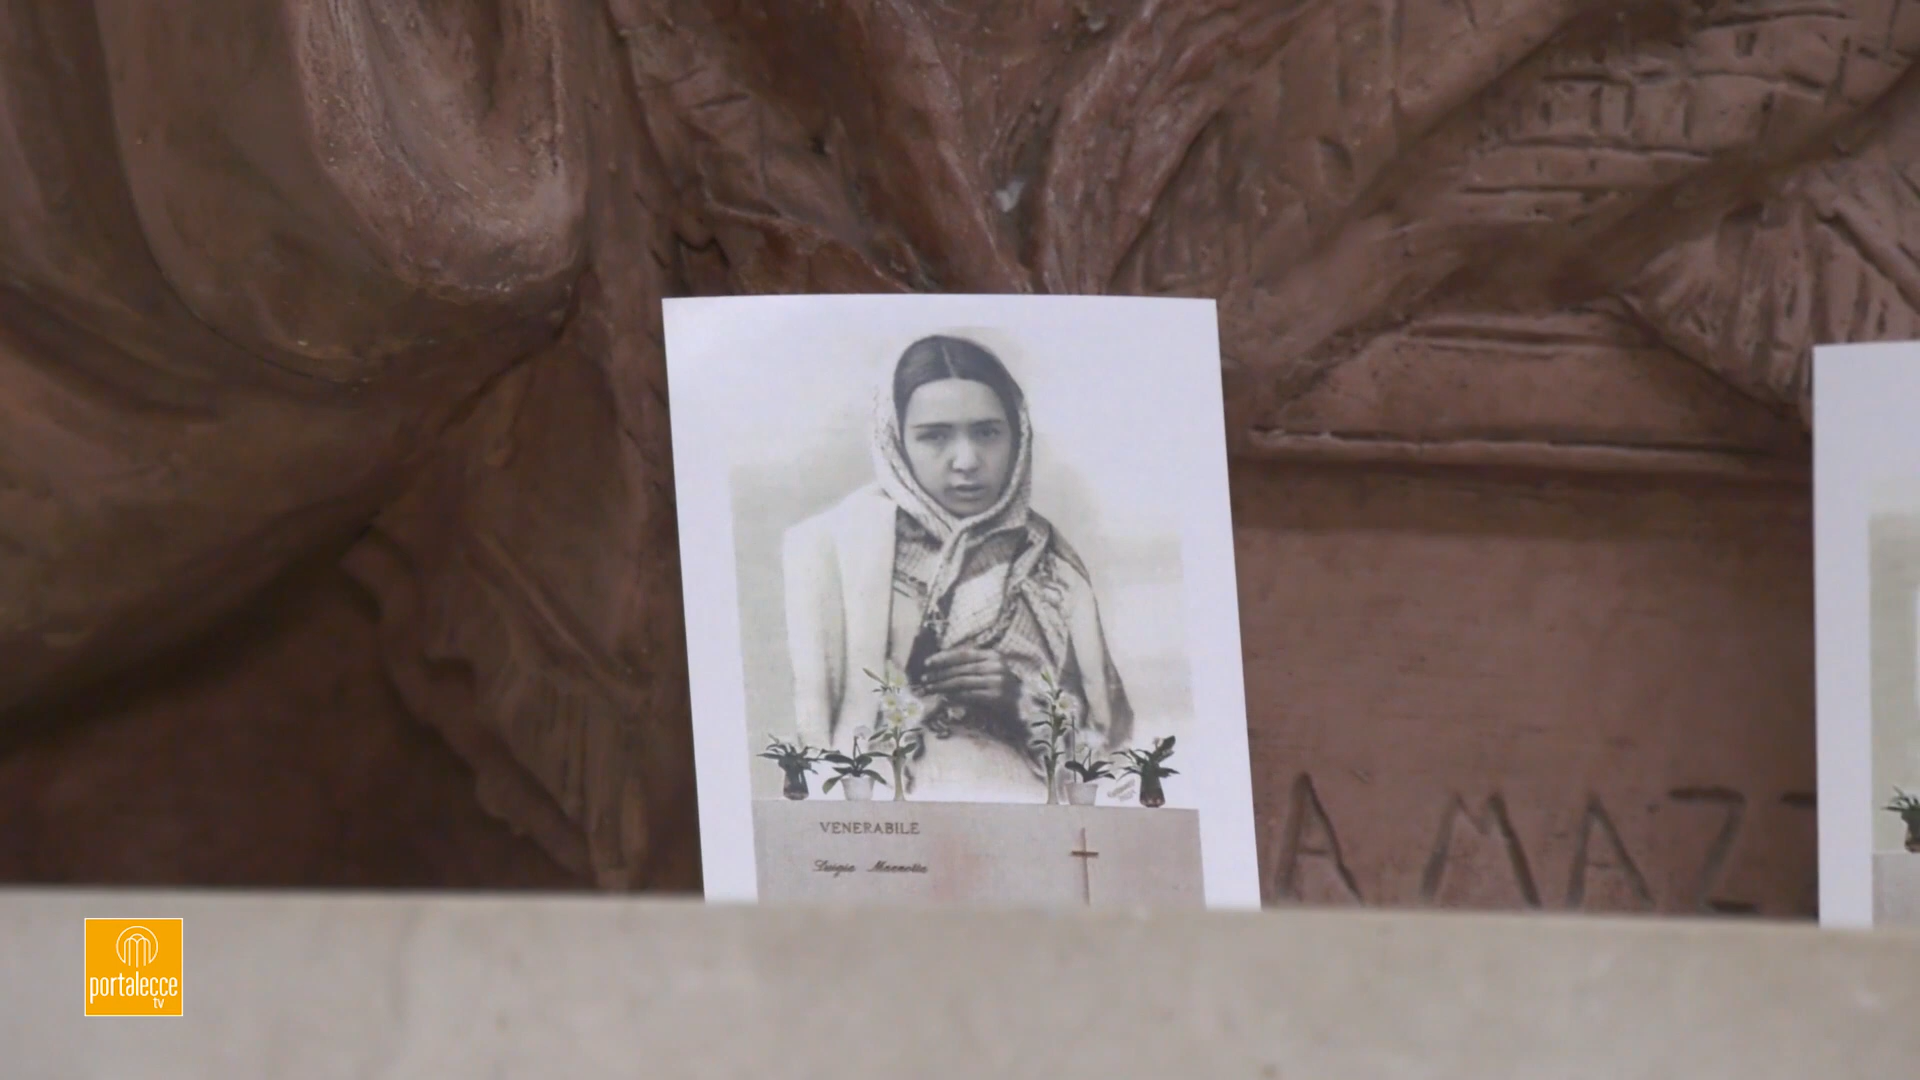 VENERABILE
Luigia Mazzotta
A MAZZ
portalecce
tv